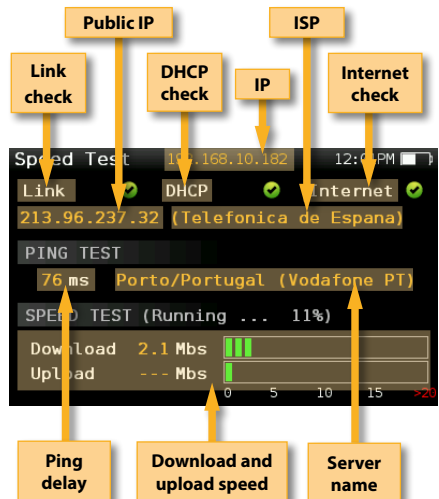 Public IP
ISP
Link check
DHCP check
IP
Internet check
Speed Test 192.168.10.182 12:0 PM
Link DHCP Internet
213.96.237.32 (Telefonica de Espana)
PING TEST
76 ms Porto/Portugal (Vodafone PT)
SPEED TEST (Running ... 11%)
Download 2.1 Mbs
Upload --- Mbs
0 5 10 15 >20
Ping delay
Download and upload speed
Server name